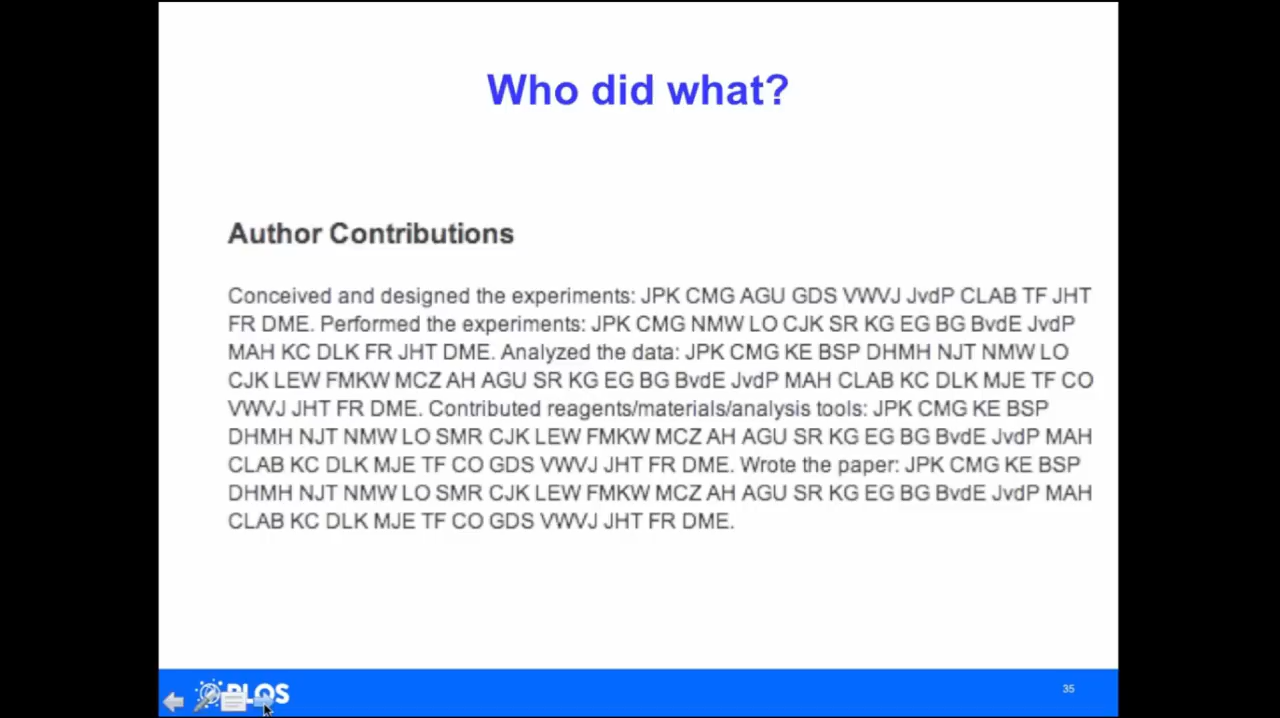 Who did what?
Author Contributions
Conceived and designed the experiments: JPK CMG AGU GDS VWVJ JvdP CLAB TF JHT
FR DME. Performed the experiments: JPK CMG NMW LO CJK SR KG EG BG BvdE JvdP
MAH KC DLK FR JHT DME. Analyzed the data: JPK CMG KE BSP DHMH NJT NMW LO
CJK LEW FMKW MCZ AH AGU SR KG EG BG BvdE JvdP MAH CLAB KC DLK MJE TF CO
VWVJ JHT FR DME. Contributed reagents/materials/analysis tools: JPK CMG KE BSP
DHMH NJT NMW LO SMR CJK LEW FMKW MCZ AH AGU SR KG EG BG BvdE JvdP MAH
CLAB KC DLK MJE TF CO GDS VWVJ JHT FR DME. Wrote the paper: JPK CMG KE BSP
DHMH NJT NMW LO SMR CJK LEW FMKW MCZ AH AGU SR KG EG BG BvdE JvdP MAH
CLAB KC DLK MJE TF CO GDS VWVJ JHT FR DME.
PLOS
35